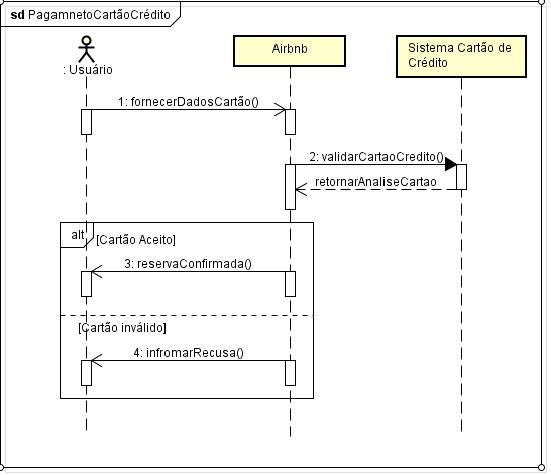 sd PagamnetoCartãoCrédito
: Usuário
Airbnb
Sistema Cartão de
Crédito
1: fornecerDadosCartão()
2: validarCartaoCredito()
retornarAnaliseCartao
alt
[Cartão Aceito]
3: reservaConfirmada()
[Cartão inválido]
4: infromarRecusa()